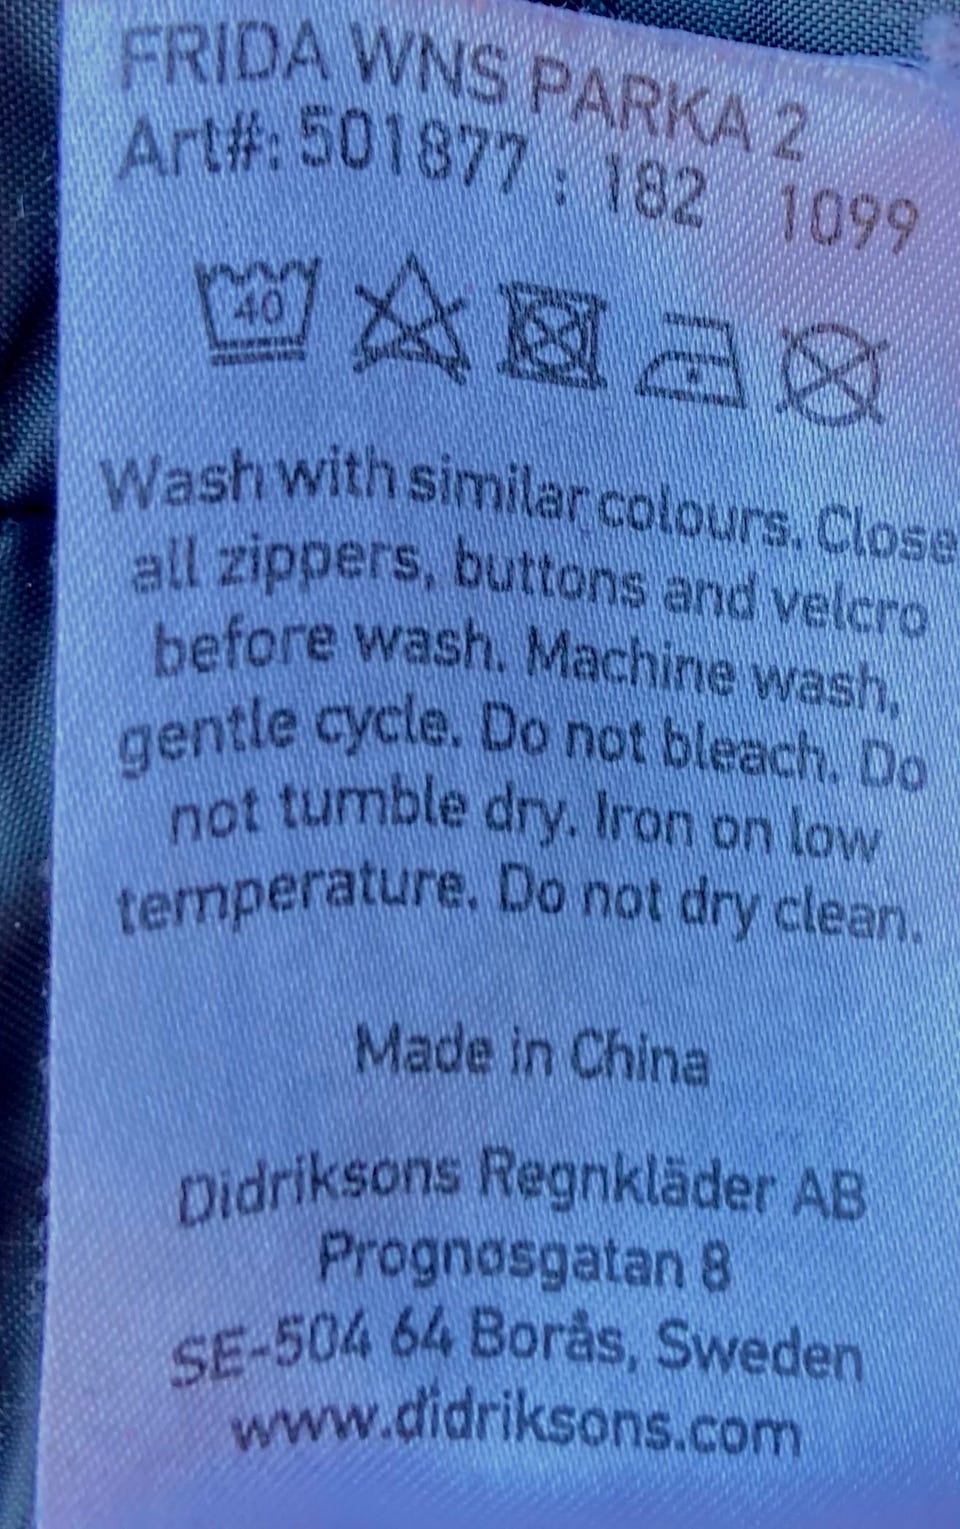 FRIDA WNS PARKA 2
Art#: 501877 : 182 1099
40
Wash with similar colours. Close
all zippers, buttons and velcro
before wash. Machine wash,
gentle cycle. Do not bleach. Do
not tumble dry. Iron on low
temperature. Do not dry clean.
Made in China
Didriksons Regnkläder AB
Prognosgatan 8
SE-504 64 Borås, Sweden
www.didriksons.com